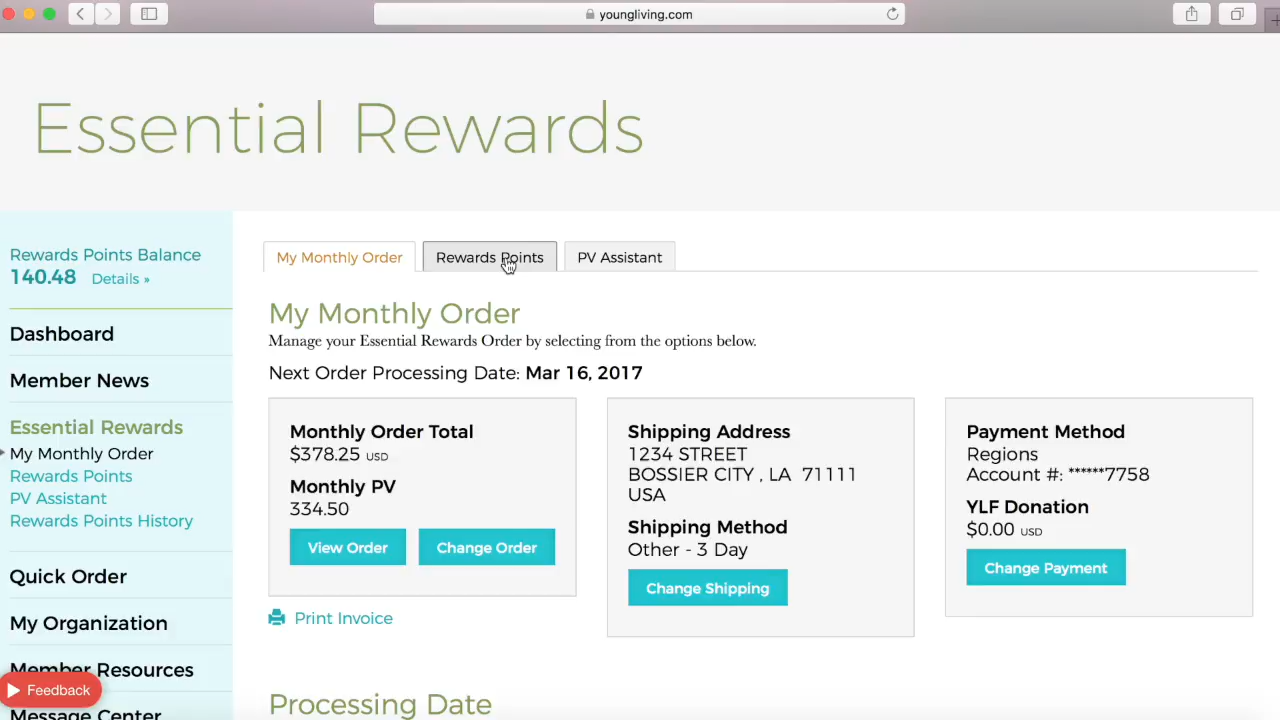 youngliving.com
Essential Rewards
Rewards Points Balance
140.48 Details »
Dashboard
Member News
Essential Rewards
My Monthly Order
Rewards Points
PV Assistant
Rewards Points History
Quick Order
My Organization
Member Resources
Feedback
Message Center
My Monthly Order
Rewards Points
PV Assistant
My Monthly Order
Manage your Essential Rewards Order by selecting from the options below.
Next Order Processing Date: Mar 16, 2017
Monthly Order Total
$378.25 USD
Monthly PV
334.50
View Order
Change Order
Print Invoice
Shipping Address
1234 STREET
BOSSIER CITY , LA 71111
USA
Shipping Method
Other - 3 Day
Change Shipping
Payment Method
Regions
Account #: ******7758
YLF Donation
$0.00 USD
Change Payment
Processing Date